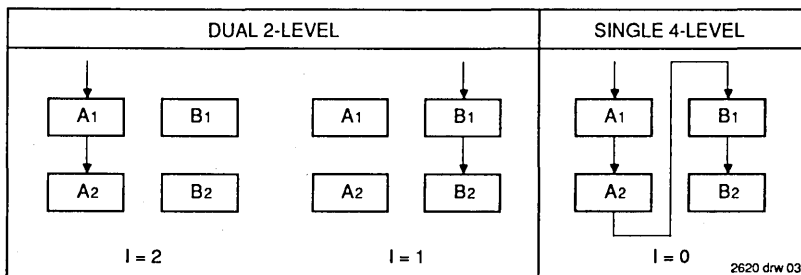 DUAL 2-LEVEL SINGLE 4-LEVEL
A1 B1 A1 B1 A1 B1
A2 B2 A2 B2 A2 B2
I = 2 I = 1 I = 0
2620 drw 03